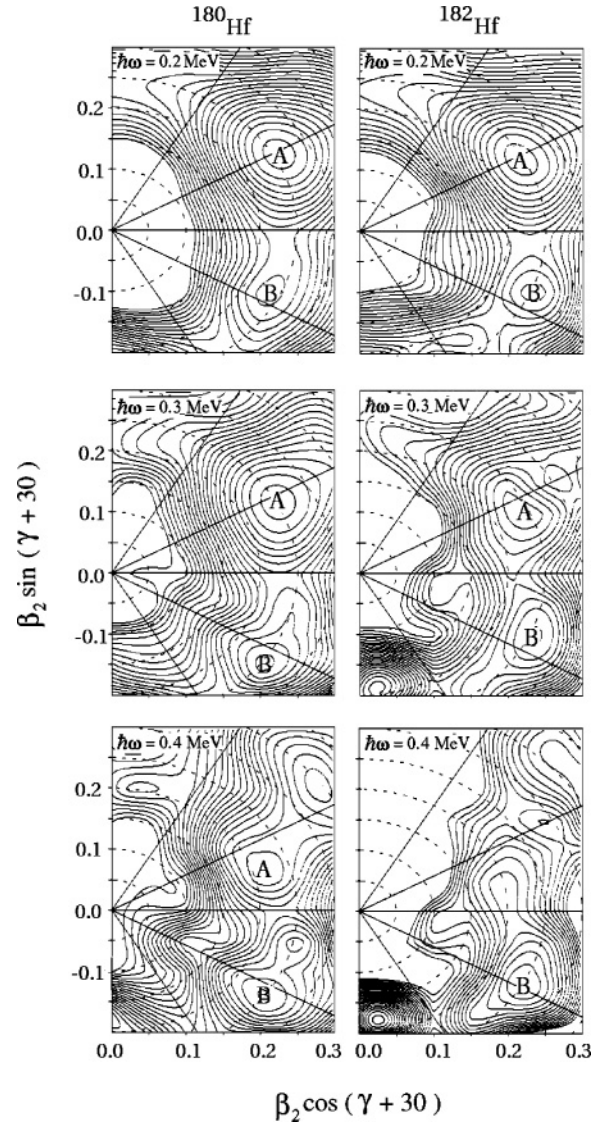 180Hf 182Hf
ħω = 0.2 MeV ħω = 0.2 MeV
0.2
0.1
0.0
-0.1
A A
B B
ħω = 0.3 MeV ħω = 0.3 MeV
0.2
0.1
0.0
-0.1
A A
B B
ħω = 0.4 MeV ħω = 0.4 MeV
0.2
0.1
0.0
-0.1
A
B B
0.0 0.1 0.2 0.3 0.0 0.1 0.2 0.3
β2 sin ( γ + 30 )
β2 cos ( γ + 30 )